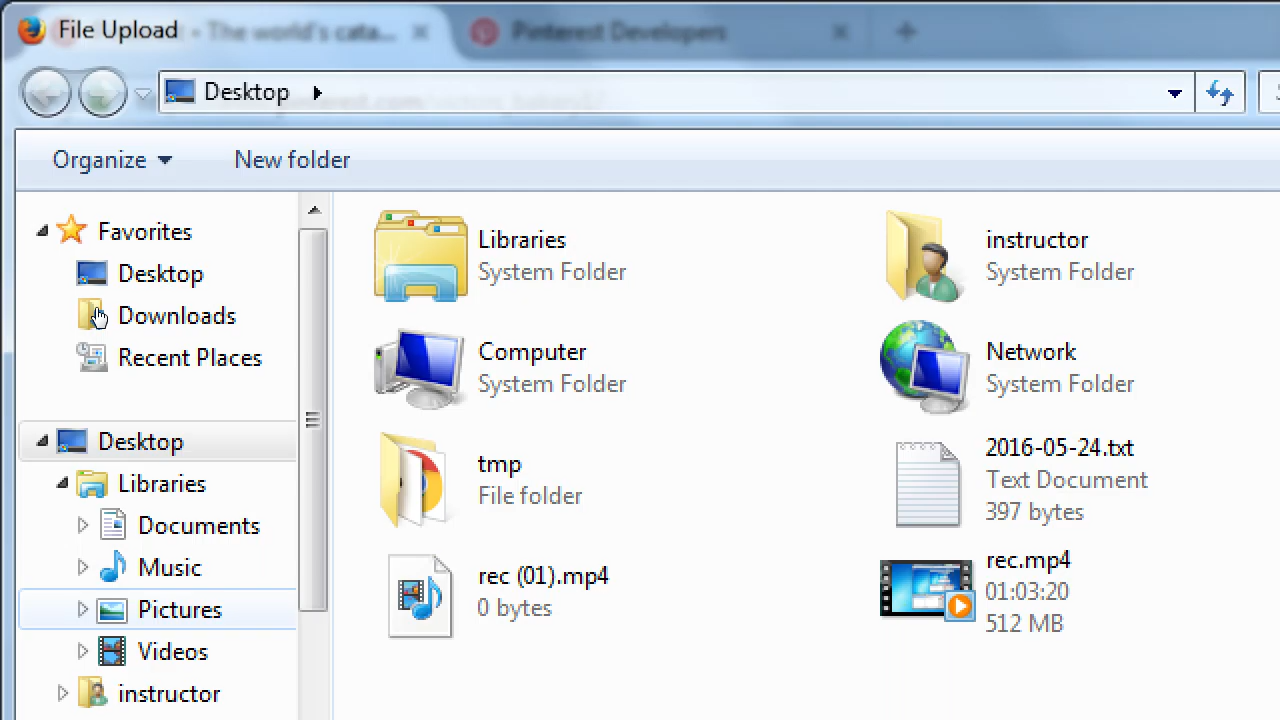 File Upload
• The world's cata...
Pinterest Developers
Desktop
Organize
New folder
Favorites
Desktop
Downloads
Recent Places
Desktop
Libraries
Documents
Music
Pictures
Videos
instructor
Libraries
System Folder
instructor
System Folder
Computer
System Folder
Network
System Folder
tmp
File folder
2016-05-24.txt
Text Document
397 bytes
rec (01).mp4
0 bytes
rec.mp4
01:03:20
512 MB